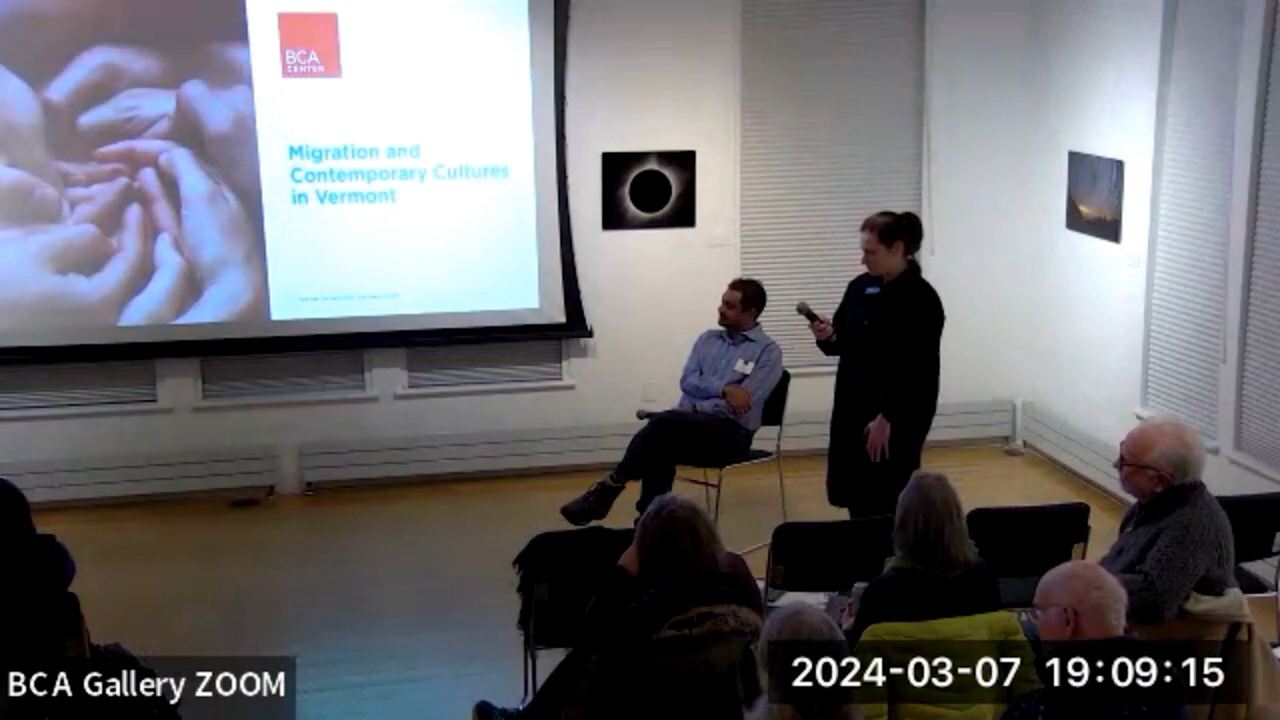 BCA
CENTER
Migration and
Contemporary Cultures
in Vermont
BCA Gallery ZOOM
2024-03-07 19:09:15